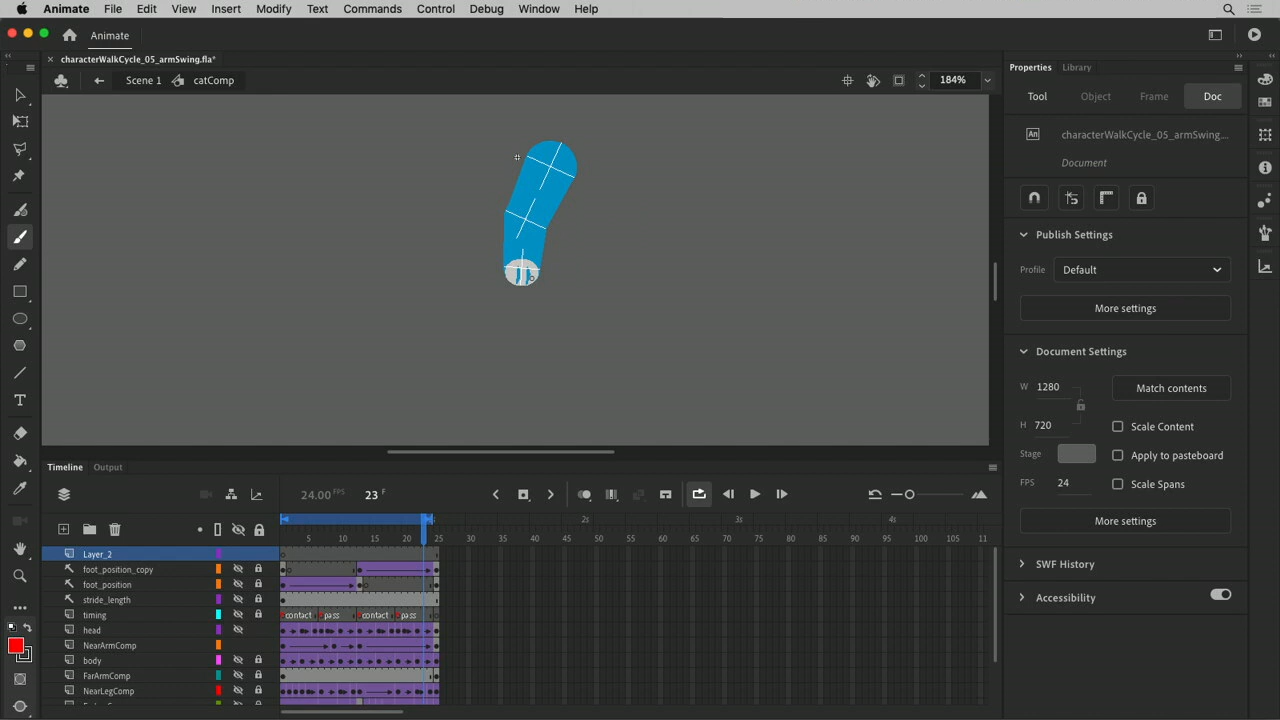 Animate File Edit View Insert Modify Text Commands Control Debug Window Help
Animate
characterWalkCycle_05_armSwing.fla*
Scene 1 catComp 184%
Properties Library
Tool Object Frame Doc
An characterWalkCycle_05_armSwing...
Document
Publish Settings
Profile Default
More settings
Document Settings
W 1280 Match contents
H 720 Scale Content
Stage Apply to pasteboard
FPS 24 Scale Spans
More settings
SWF History
Accessibility
Timeline Output
24.00 FPS 23 F
1s 2s 3s 4s
5 10 15 20 25 30 35 40 45 50 55 60 65 70 75 80 85 90 95 100 105 11
Layer_2
foot_position_copy
foot_position
stride_length
timing contact pass contact pass
head
NearArmComp
body
FarArmComp
NearLegComp